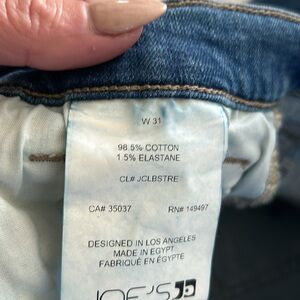 W 31
98.5% COTTON
1.5% ELASTANE
CL# JCLBSTRE
CA# 35037 RN# 149497
DESIGNED IN LOS ANGELES
MADE IN EGYPT
FABRIQUÉ EN ÉGYPTE
JOE'S